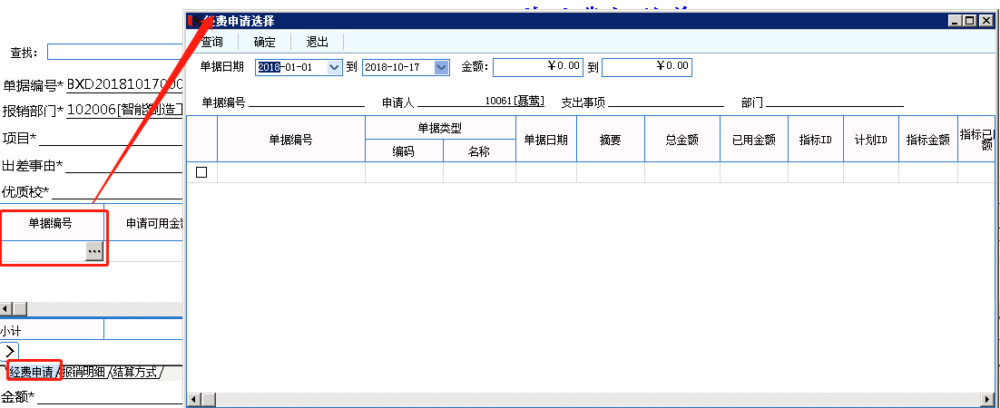 经费申请选择
查询 确定 退出
单据日期 2018-01-01 到 2018-10-17 金额: ¥0.00 到 ¥0.00
单据编号 申请人 10061[聂莺] 支出事项 部门
单据编号 单据类型 单据日期 摘要 总金额 已用金额 指标ID 计划ID 指标金额 指标已用额
编码 名称
查找:
单据编号* BXD20181017000
报销部门* 102006[智能制造工
项目*
出差事由*
优质校*
单据编号 申请可用金额
...
小计
经费申请 报销明细 结算方式
金额*